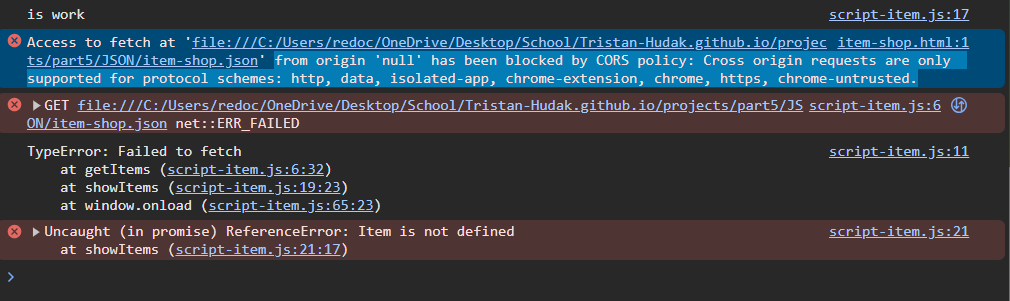 is work script-item.js:17
Access to fetch at 'file:///C:/Users/redoc/OneDrive/Desktop/School/Tristan-Hudak.github.io/projec item-shop.html:1
ts/part5/JSON/item-shop.json' from origin 'null' has been blocked by CORS policy: Cross origin requests are only
supported for protocol schemes: http, data, isolated-app, chrome-extension, chrome, https, chrome-untrusted.
GET file:///C:/Users/redoc/OneDrive/Desktop/School/Tristan-Hudak.github.io/projects/part5/JS script-item.js:6
ON/item-shop.json net::ERR_FAILED
TypeError: Failed to fetch script-item.js:11
at getItems (script-item.js:6:32)
at showItems (script-item.js:19:23)
at window.onload (script-item.js:65:23)
Uncaught (in promise) ReferenceError: Item is not defined script-item.js:21
at showItems (script-item.js:21:17)